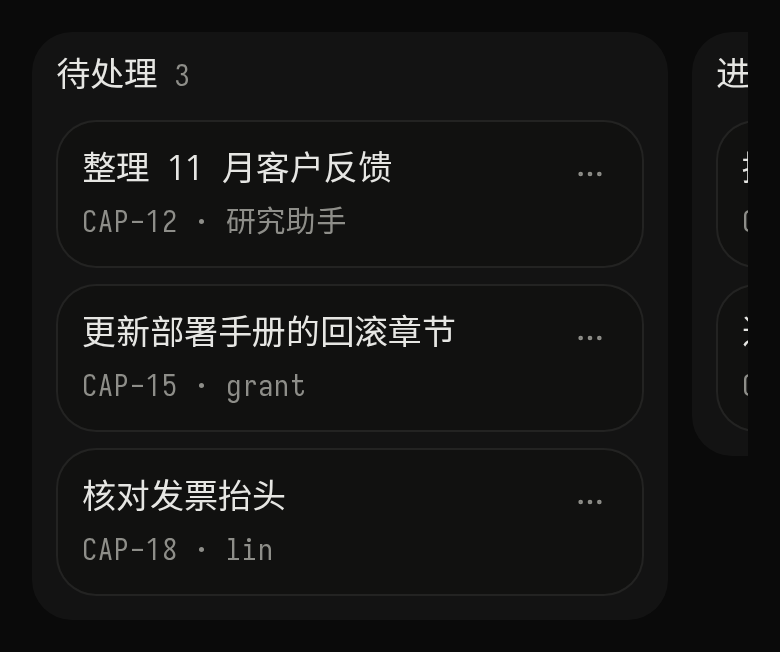 待处理 3
整理 11 月客户反馈
CAP-12 · 研究助手
更新部署手册的回滚章节
CAP-15 · grant
核对发票抬头
CAP-18 · lin
进